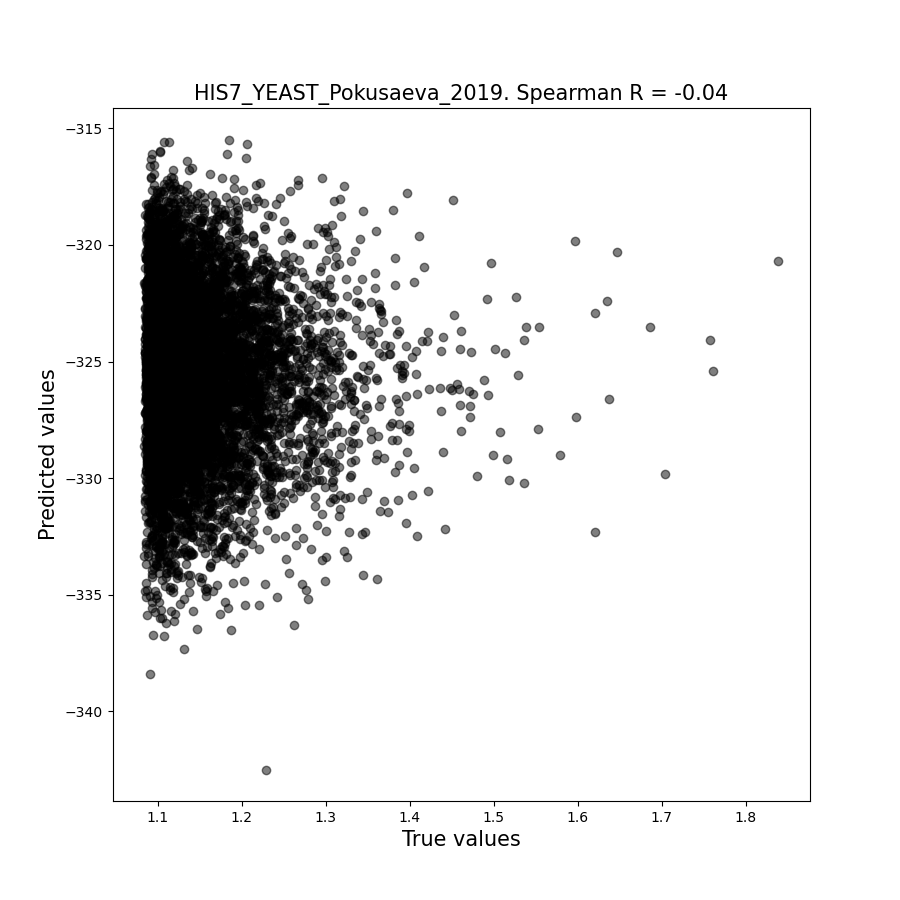 HIS7_YEAST_Pokusaeva_2019. Spearman R = -0.04
−315
−320
−325
−330
−335
−340
Predicted values
1.1 1.2 1.3 1.4 1.5 1.6 1.7 1.8
True values